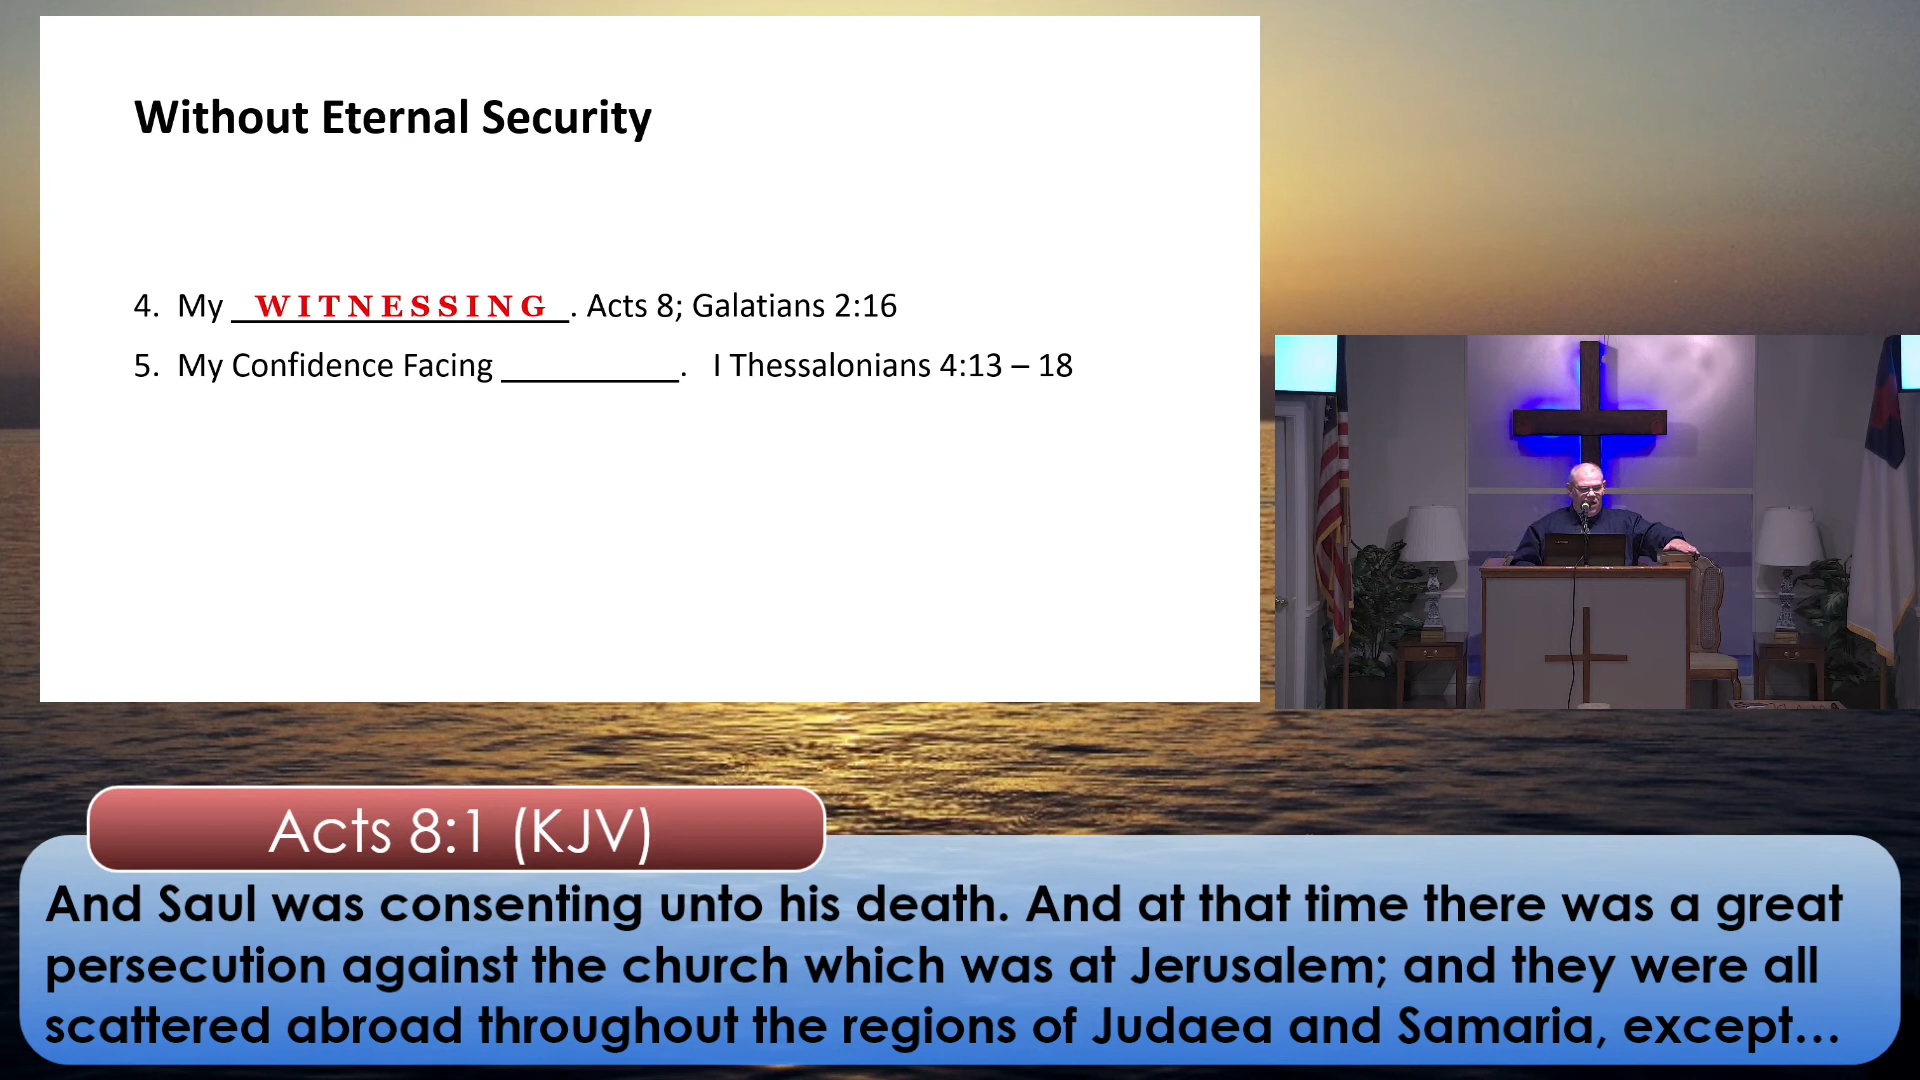 Without Eternal Security
4. My __WITNESSING__. Acts 8; Galatians 2:16
5. My Confidence Facing __________. I Thessalonians 4:13 – 18
Acts 8:1 (KJV)
And Saul was consenting unto his death. And at that time there was a great
persecution against the church which was at Jerusalem; and they were all
scattered abroad throughout the regions of Judaea and Samaria, except...